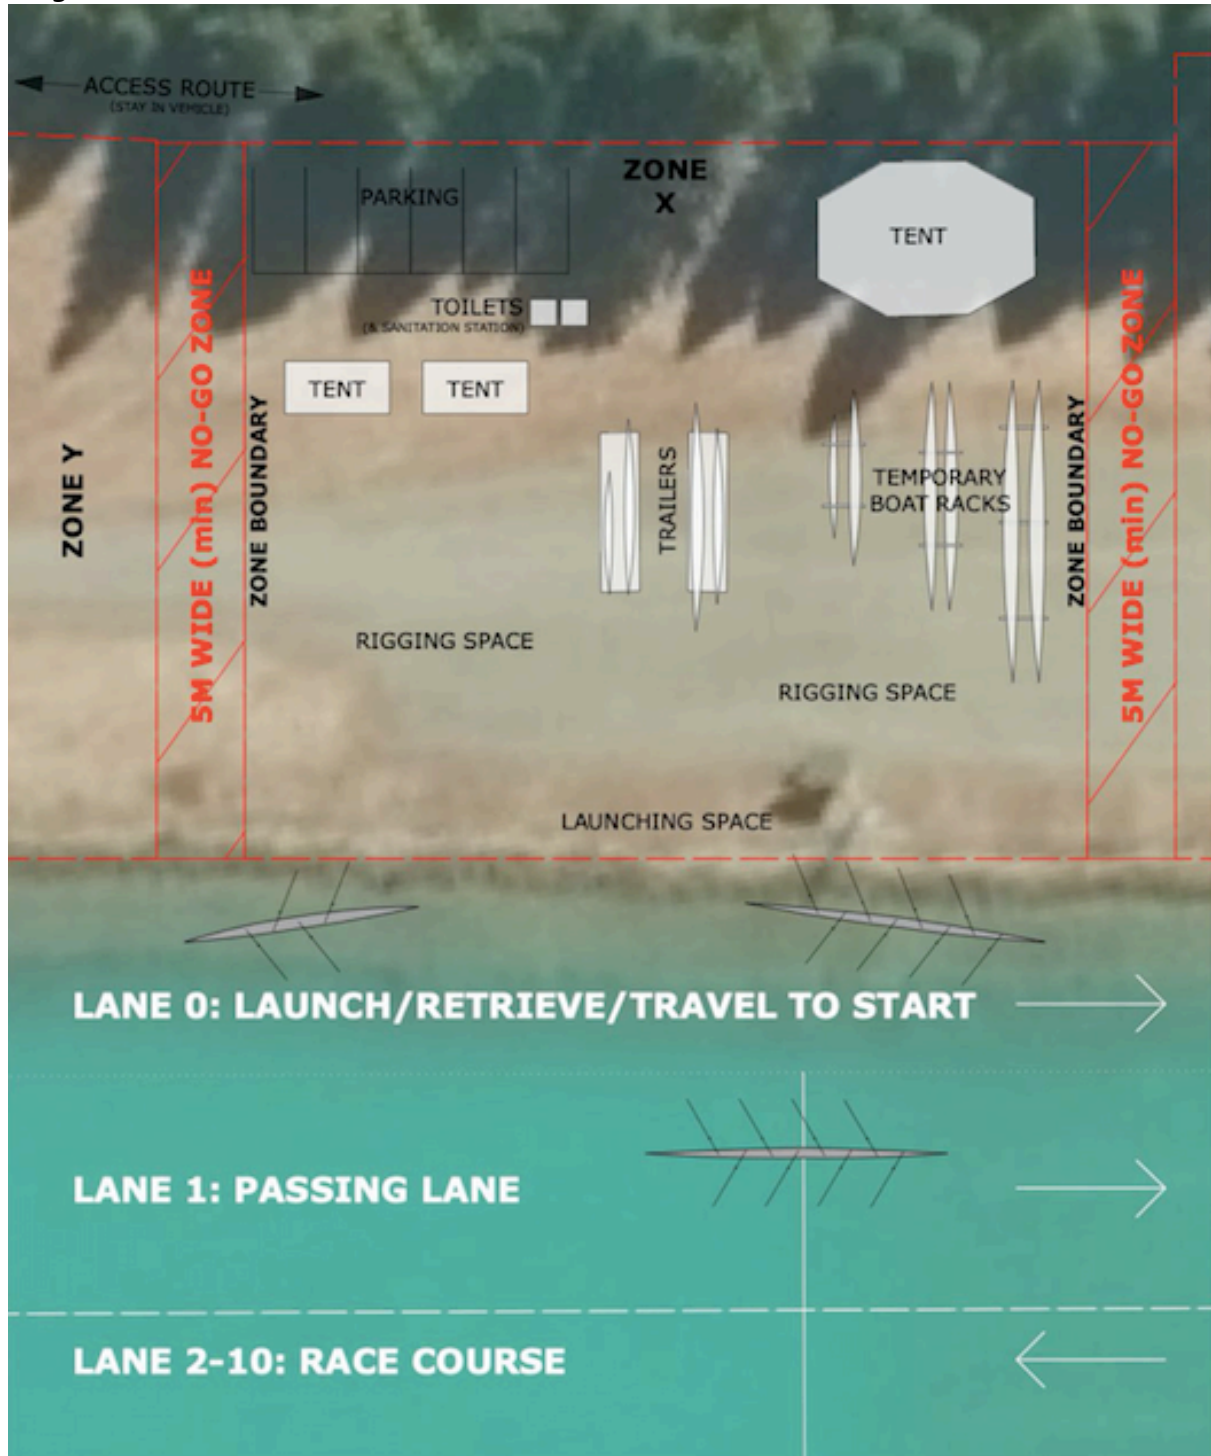 ACCESS ROUTE
(STAY IN VEHICLE)
ZONE
X
PARKING
TENT
TOILETS
(& SANITATION STATION)
TENT
TENT
ZONE Y
5M WIDE (min) NO-GO ZONE
ZONE BOUNDARY
TRAILERS
TEMPORARY
BOAT RACKS
ZONE BOUNDARY
5M WIDE (min) NO-GO ZONE
RIGGING SPACE
RIGGING SPACE
LAUNCHING SPACE
LANE 0: LAUNCH/RETRIEVE/TRAVEL TO START
LANE 1: PASSING LANE
LANE 2-10: RACE COURSE